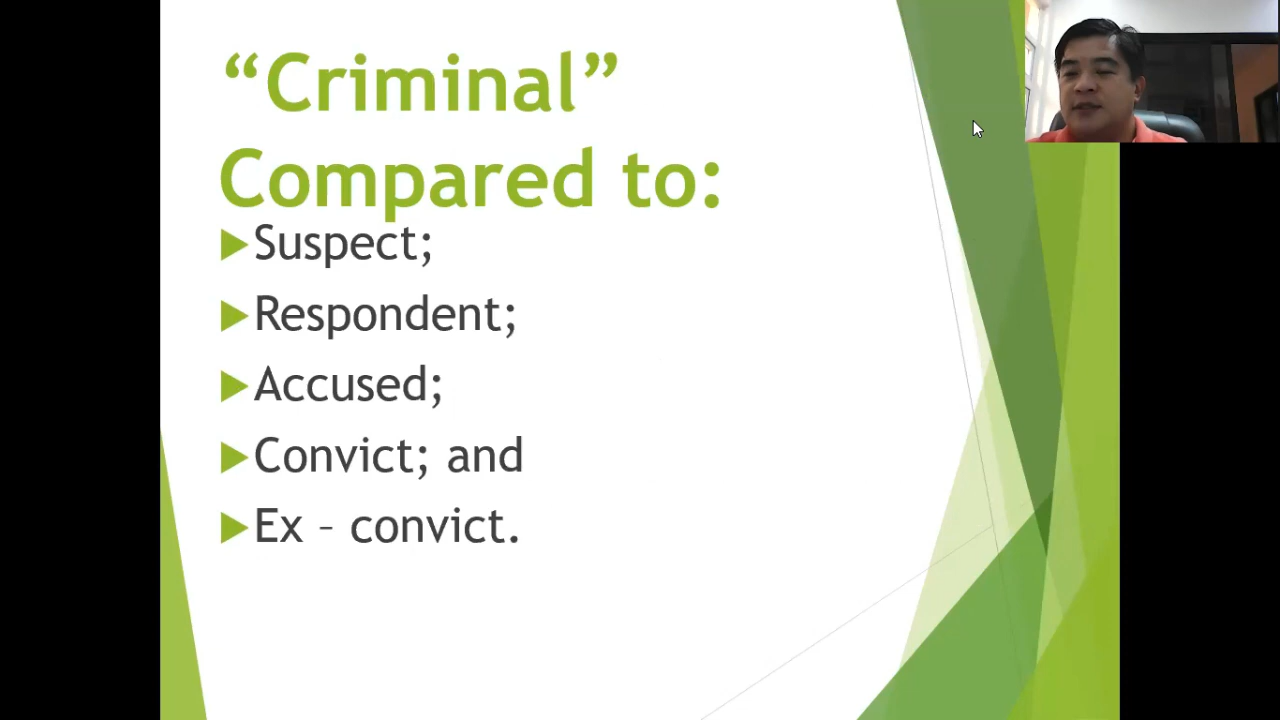 “Criminal”
Compared to:
Suspect;
Respondent;
Accused;
Convict; and
Ex – convict.